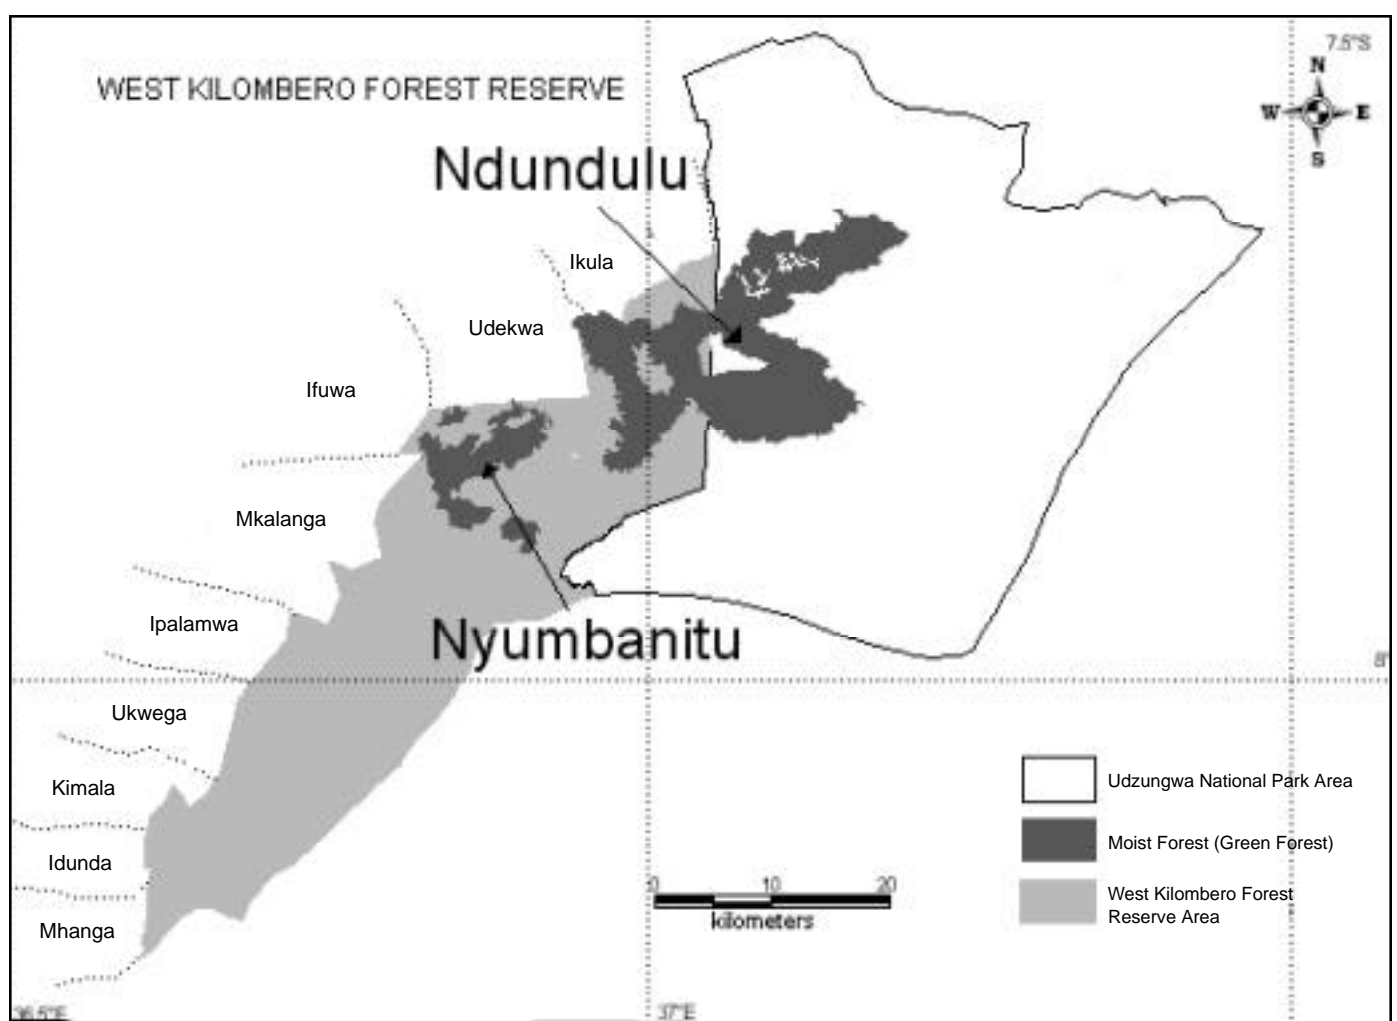 7.5°S
N
WEST KILOMBERO FOREST RESERVE
W E
S
Ndundulu
Ikula
Udekwa
Ifuwa
Mkalanga
Ipalamwa
Nyumbanitu
8°
Ukwega
Kimala
Udzungwa National Park Area
Idunda
Moist Forest (Green Forest)
0 10 20
kilometers
West Kilombero Forest
Reserve Area
Mhanga
36.5°E
37°E